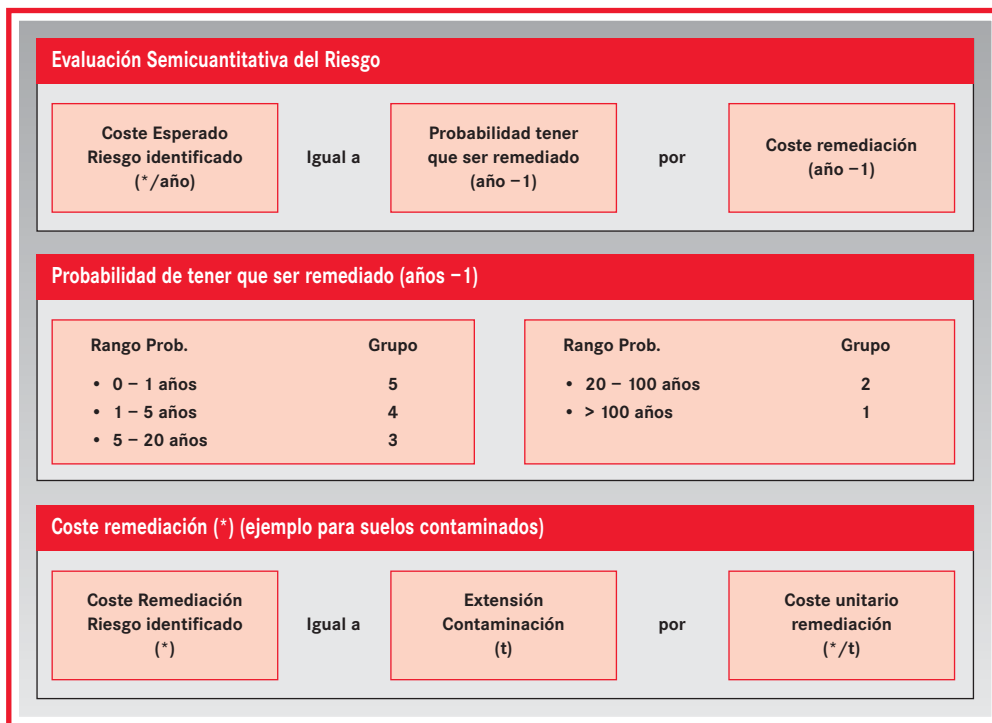 Evaluación Semicuantitativa del Riesgo
Coste Esperado
Riesgo identificado
(*/año)
Igual a
Probabilidad tener
que ser remediado
(año −1)
por
Coste remediación
(año −1)
Probabilidad de tener que ser remediado (años −1)
Rango Prob. Grupo
• 0 – 1 años 5
• 1 – 5 años 4
• 5 – 20 años 3
Rango Prob. Grupo
• 20 – 100 años 2
• > 100 años 1
Coste remediación (*) (ejemplo para suelos contaminados)
Coste Remediación
Riesgo identificado
(*)
Igual a
Extensión
Contaminación
(t)
por
Coste unitario
remediación
(*/t)